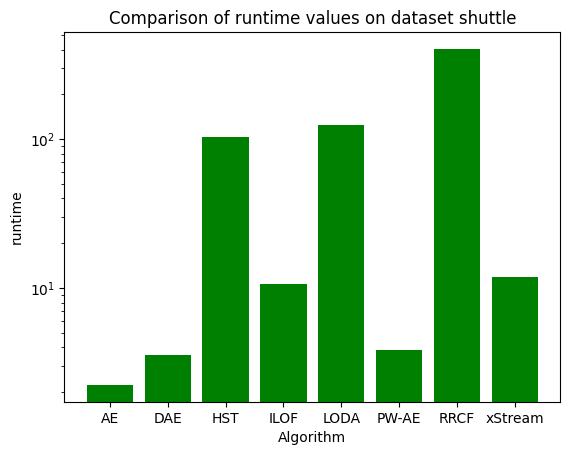 Comparison of runtime values on dataset shuttle
runtime
10²
10¹
AE DAE HST ILOF LODA PW-AE RRCF xStream
Algorithm